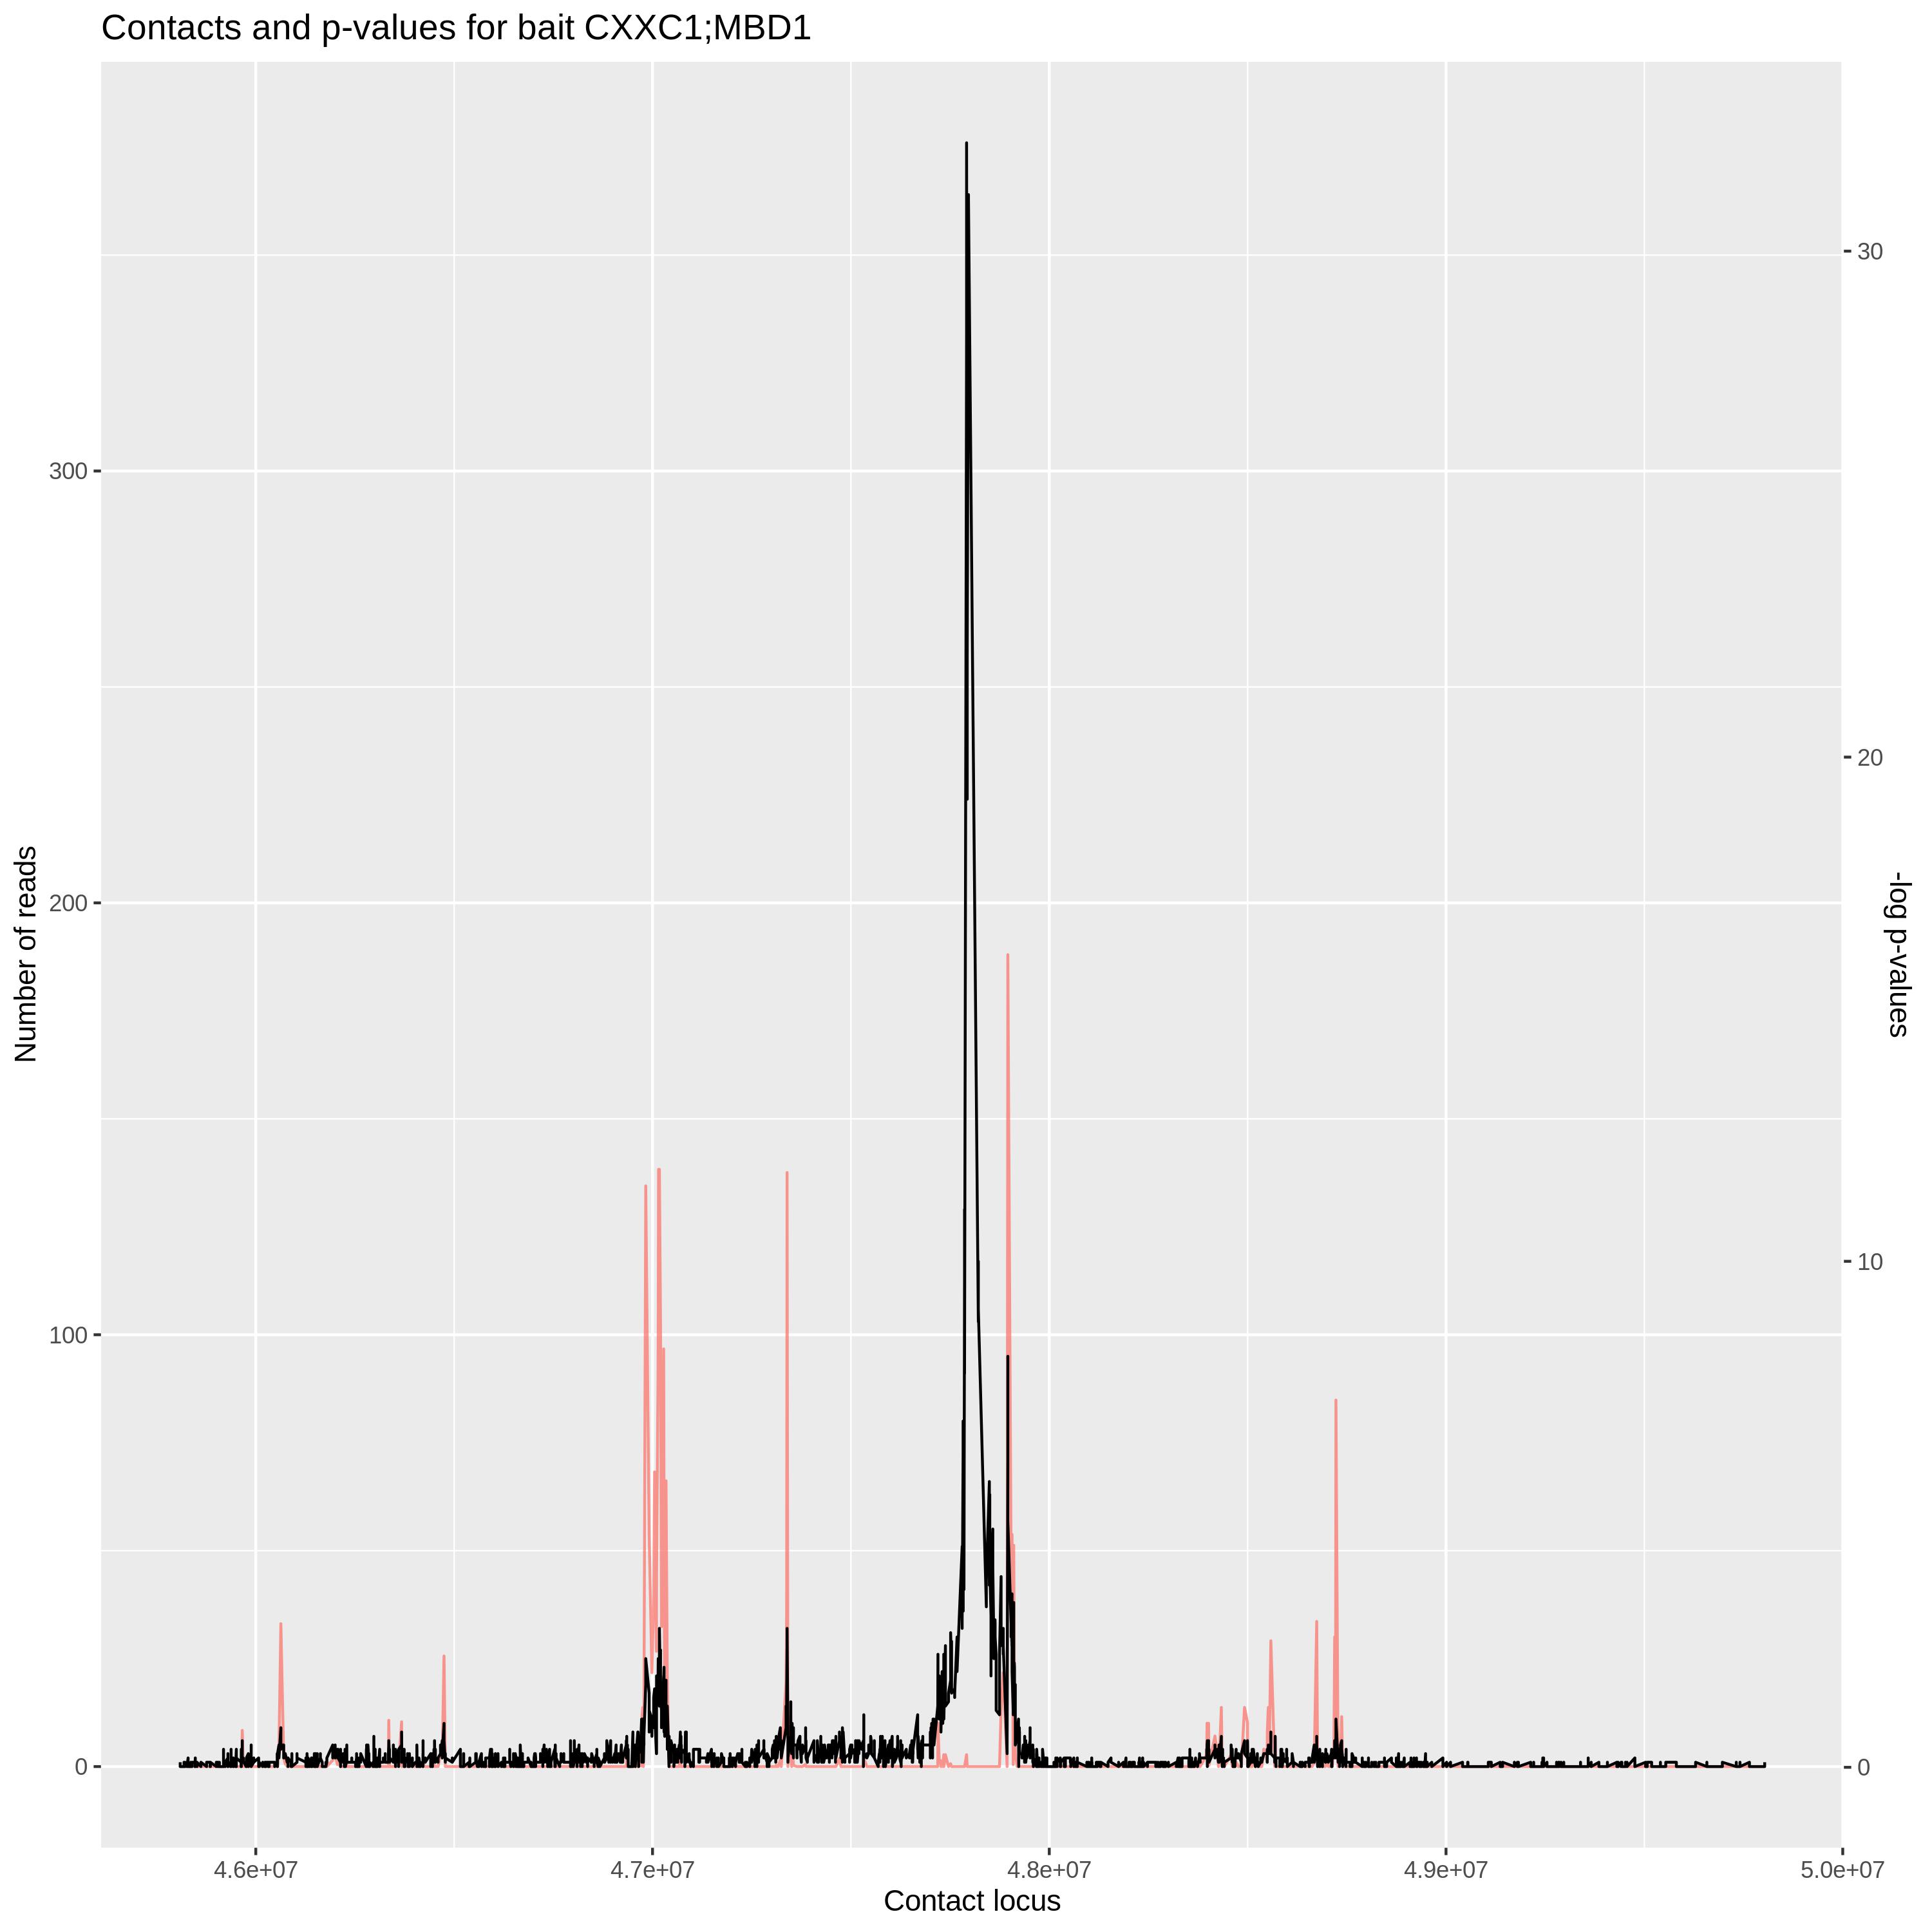 Contacts and p-values for bait CXXC1;MBD1
Number of reads
300
200
100
0
-log p-values
30
20
10
0
4.6e+07
4.7e+07
4.8e+07
4.9e+07
5.0e+07
Contact locus